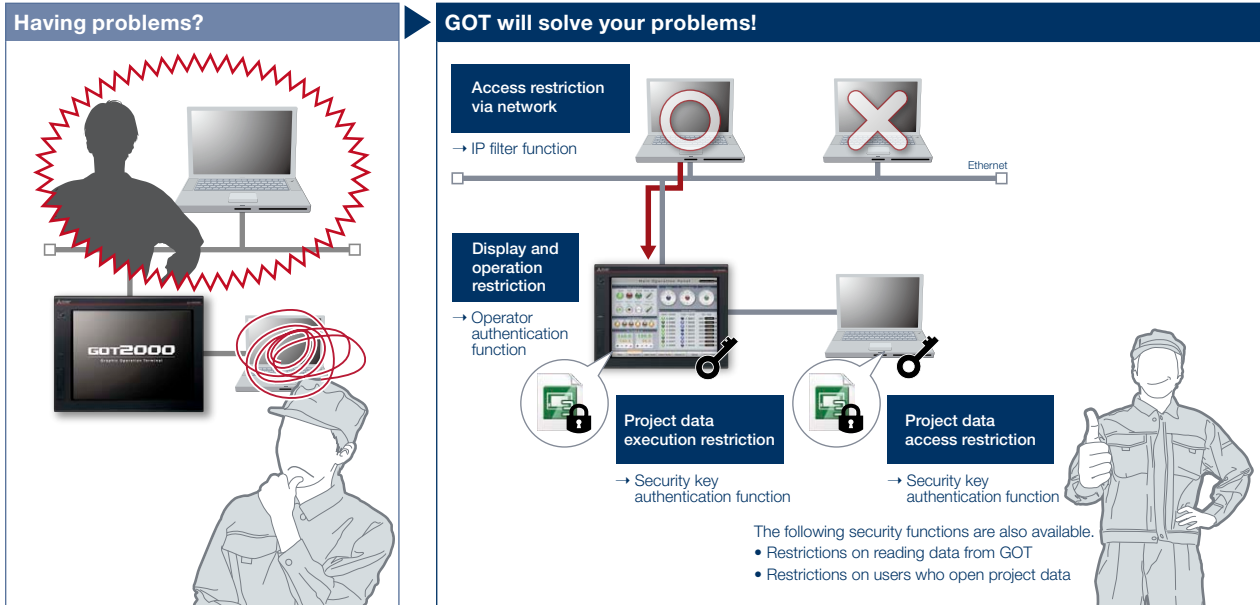 Having problems?
GOT2000
Graphic Operation Terminal
GOT will solve your problems!
Access restriction
via network
→ IP filter function
Ethernet
Display and
operation
restriction
→ Operator
authentication
function
Main Operation Panel
Project data
execution restriction
→ Security key
authentication function
Project data
access restriction
→ Security key
authentication function
The following security functions are also available.
• Restrictions on reading data from GOT
• Restrictions on users who open project data